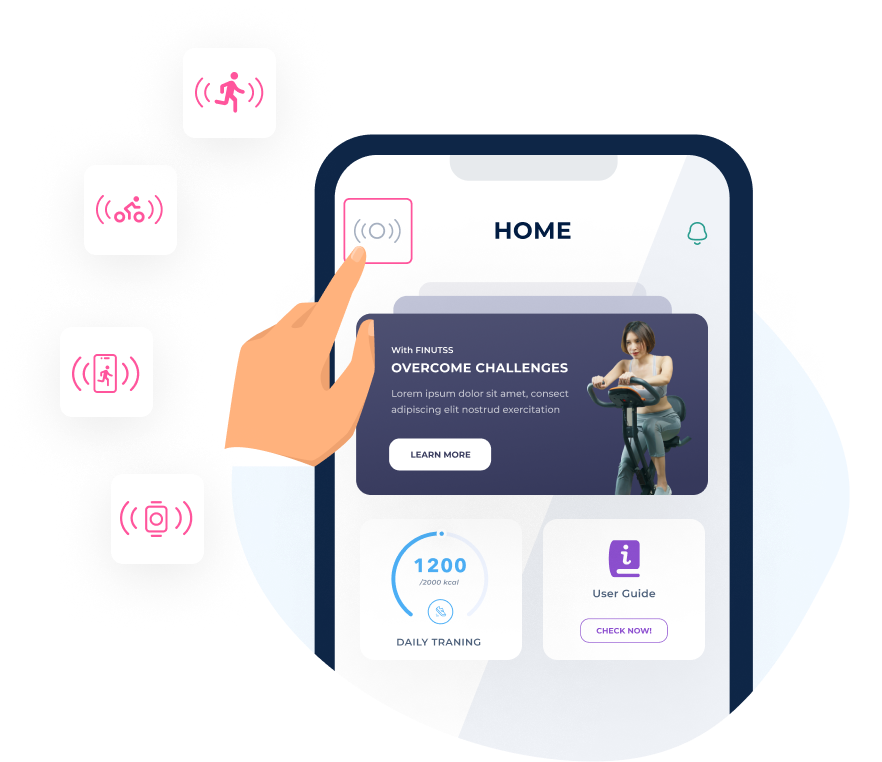 HOME
With FINUTSS
OVERCOME CHALLENGES
Lorem ipsum dolor sit amet, consect
adipiscing elit nostrud exercitation
LEARN MORE
1200
/2000 kcal
DAILY TRANING
User Guide
CHECK NOW!